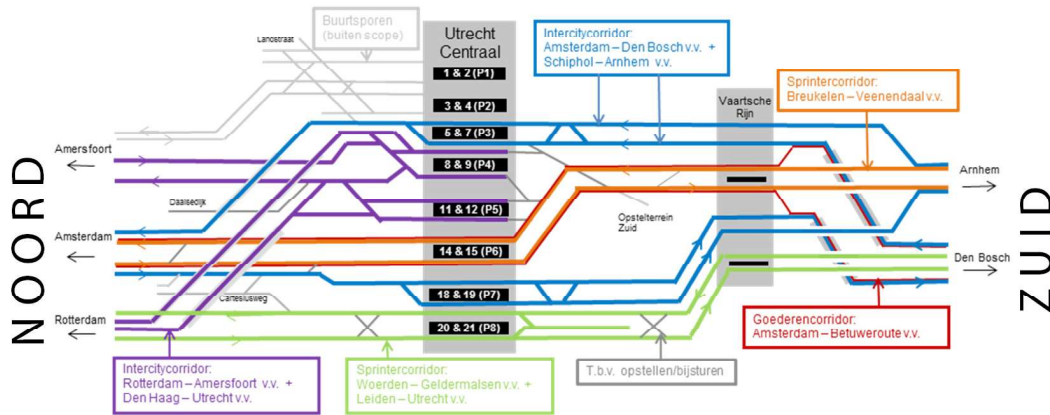 Buurtsporen
(buiten scope)
Landstraat
Utrecht
Centraal
1 & 2 (P1)
3 & 4 (P2)
5 & 7 (P3)
8 & 9 (P4)
11 & 12 (P5)
14 & 15 (P6)
18 & 19 (P7)
20 & 21 (P8)
Intercitycorridor:
Amsterdam – Den Bosch v.v. +
Schiphol – Arnhem v.v.
Sprintercorridor:
Breukelen – Veenendaal v.v.
Vaartsche
Rijn
NOORD
Amersfoort
Daalsedijk
Amsterdam
Cartesiusweg
Rotterdam
Opstelterrein
Zuid
Arnhem
Den Bosch
ZUID
Intercitycorridor:
Rotterdam – Amersfoort v.v. +
Den Haag – Utrecht v.v.
Sprintercorridor:
Woerden – Geldermalsen v.v. +
Leiden – Utrecht v.v.
T.b.v. opstellen/bijsturen
Goederencorridor:
Amsterdam – Betuweroute v.v.